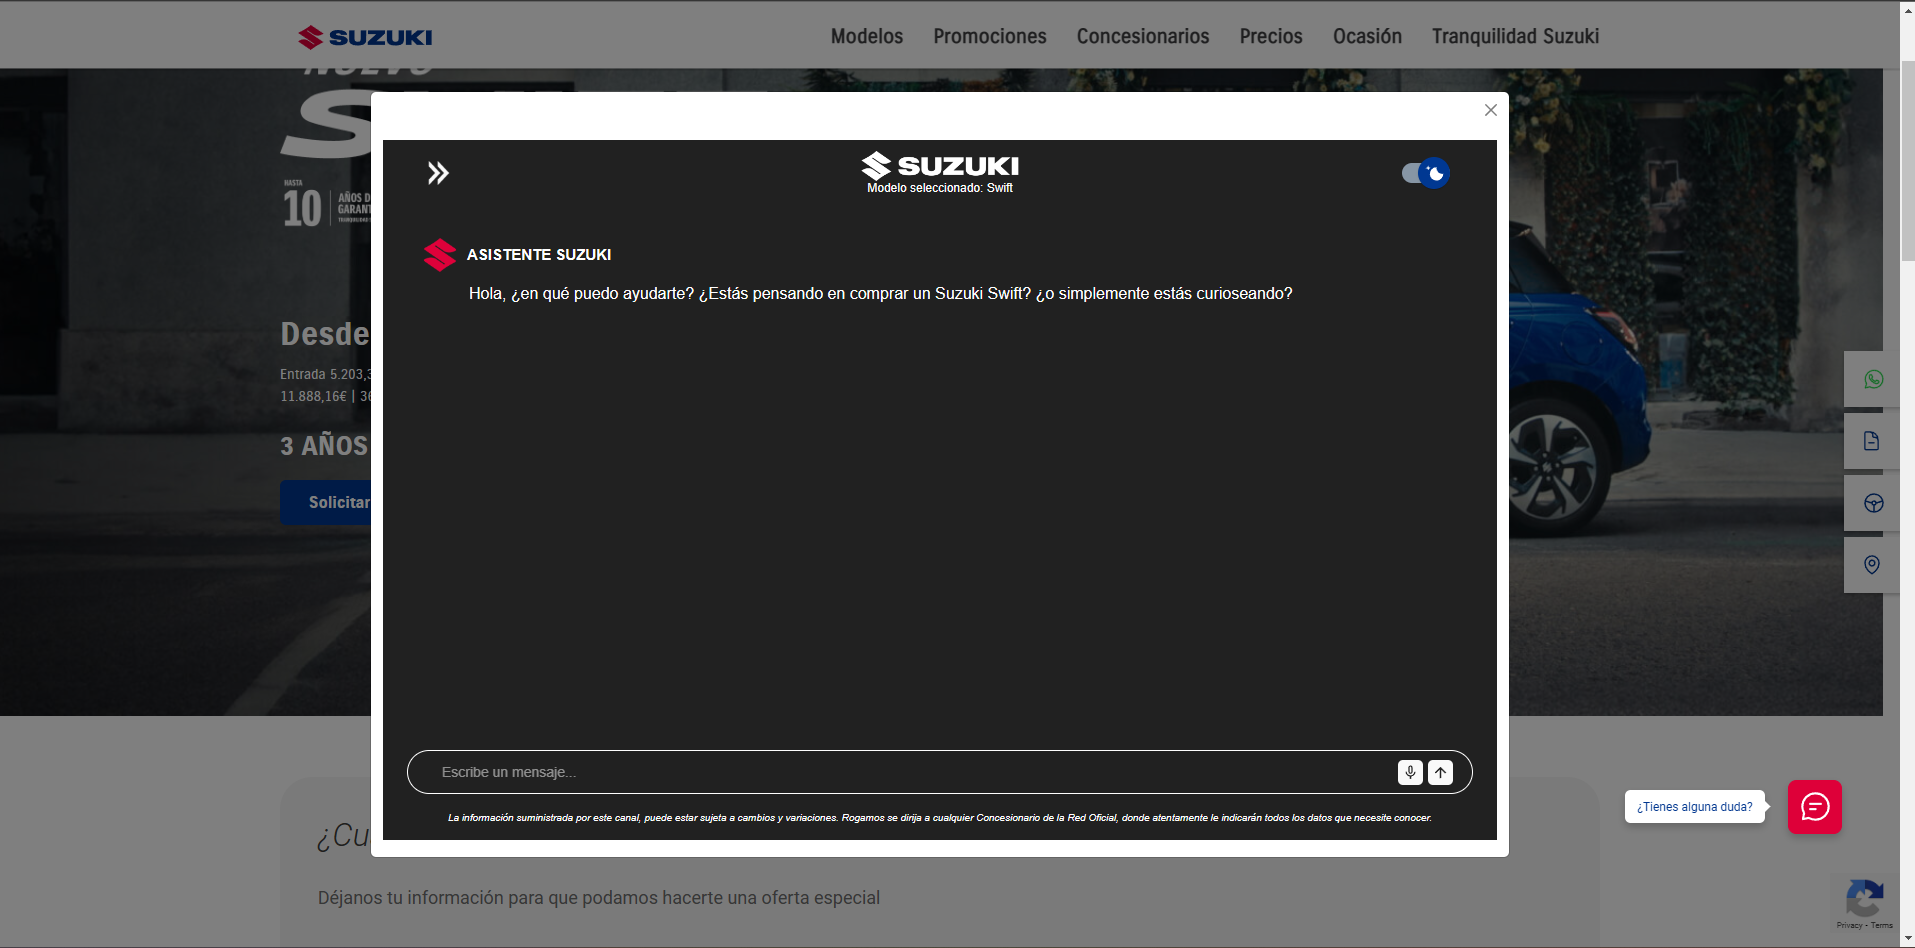 SUZUKI
Modelos
Promociones
Concesionarios
Precios
Ocasión
Tranquilidad Suzuki
HASTA
10
AÑOS D
GARANT
Desde
Entrada 5.203,3
11.888,16€ | 36
3 AÑOS
Solicitar
SUZUKI
Modelo seleccionado: Swift
ASISTENTE SUZUKI
Hola, ¿en qué puedo ayudarte? ¿Estás pensando en comprar un Suzuki Swift? ¿o simplemente estás curioseando?
Escribe un mensaje...
La información suministrada por este canal, puede estar sujeta a cambios y variaciones. Rogamos se dirija a cualquier Concesionario de la Red Oficial, donde atentamente le indicarán todos los datos que necesite conocer.
¿Tienes alguna duda?
¿Cu
Déjanos tu información para que podamos hacerte una oferta especial
Privacy - Terms